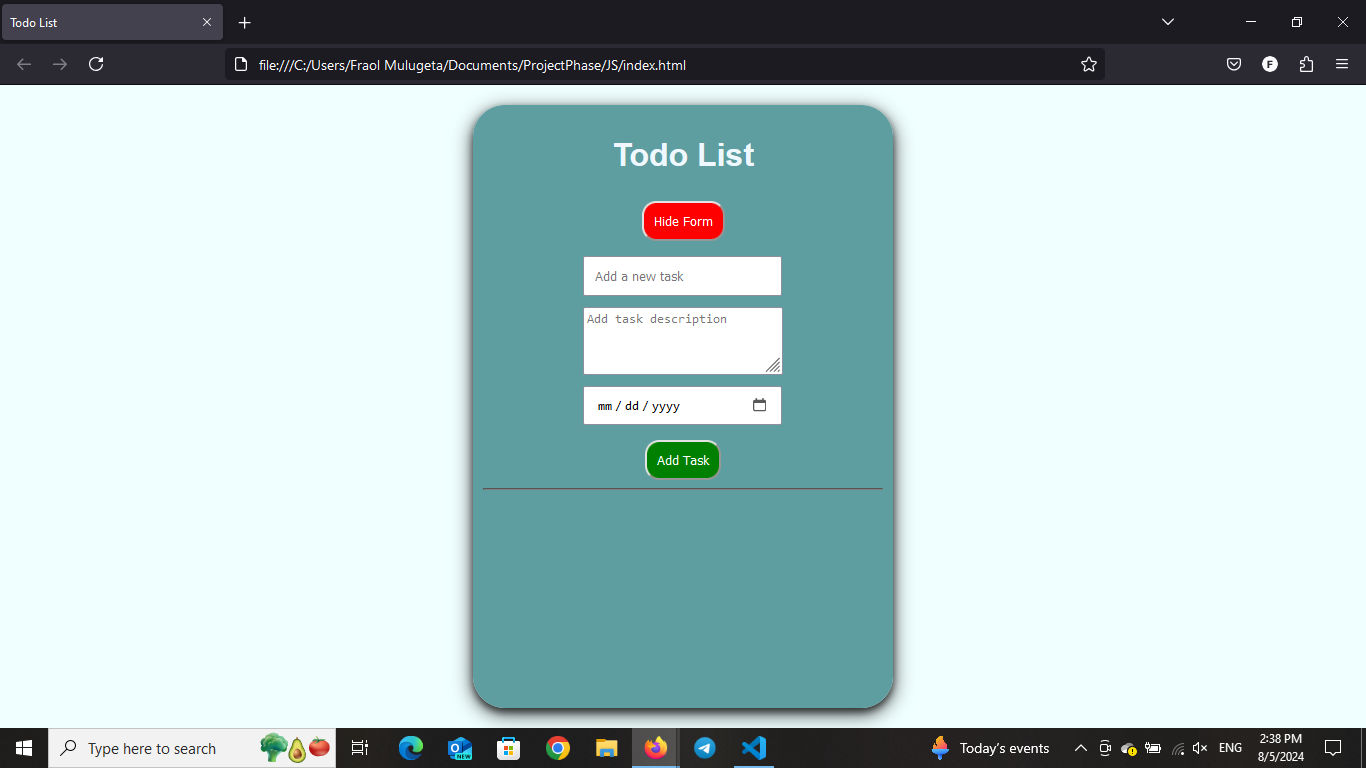 Todo List
file:///C:/Users/Fraol Mulugeta/Documents/ProjectPhase/JS/index.html
F
Todo List
Hide Form
Add a new task
Add task description
mm / dd / yyyy
Add Task
Type here to search
NEW
Today's events
ENG
2:38 PM
8/5/2024